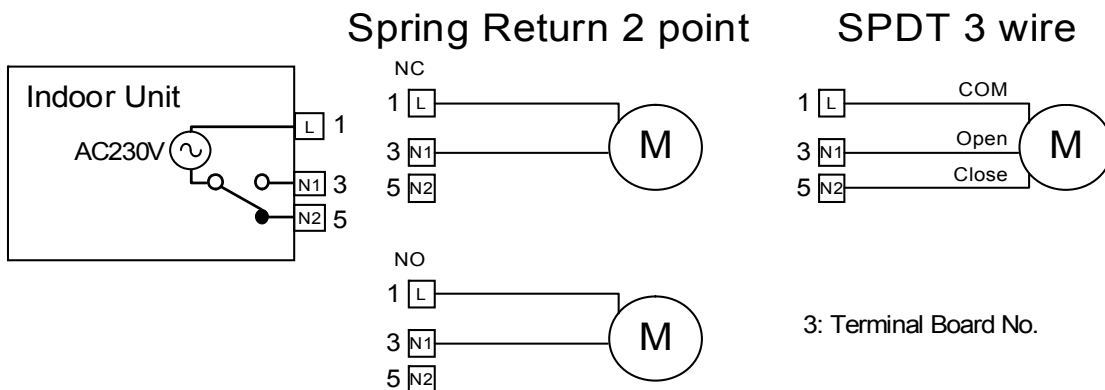 Spring Return 2 point
SPDT 3 wire
Indoor Unit
AC230V
L 1
N1 3
N2 5
NC
1 L
3 N1
5 N2
M
NO
1 L
3 N1
5 N2
M
1 L COM
3 N1 Open
5 N2 Close
M
3: Terminal Board No.